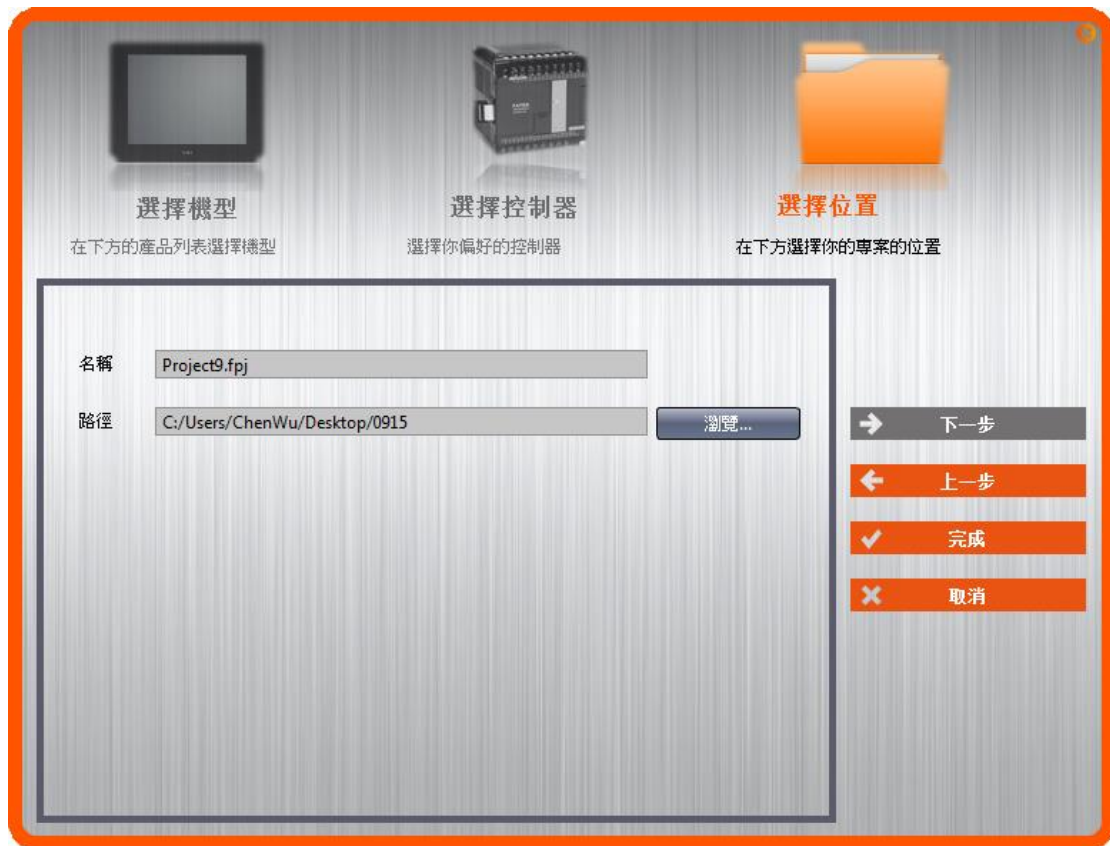 選擇機型
選擇控制器
選擇位置
在下方的產品列表選擇機型
選擇你偏好的控制器
在下方選擇你的專案的位置
名稱
Project9.fpj
路徑
C:/Users/ChenWu/Desktop/0915
瀏覽...
下一步
上一步
完成
取消